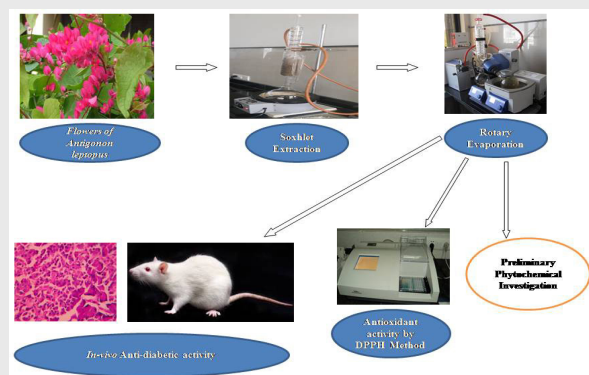 Flowers of
Antigonon
leptopus
Soxhlet
Extraction
Rotary
Evaporation
Preliminary
Phytochemical
Investigation
Antioxidant
activity by
DPPH Method
In-vivo Anti-diabetic activity